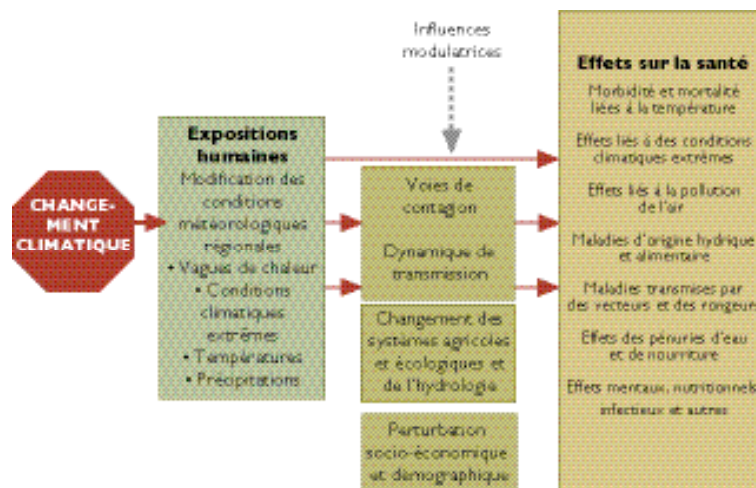 Influences
modulatrices
CHANGE-
MENT
CLIMATIQUE
Expositions
humaines
Modification des
conditions
météorologiques
régionales
• Vagues de chaleur
• Conditions
climatiques
extrêmes
• Températures
• Précipitations
Voies de
contagion
Dynamique de
transmission
Changement des
systèmes agricoles
et écologiques et
de l'hydrologie
Perturbation
socio-économique
et démographique
Effets sur la santé
Morbidité et mortalité
liées à la température
Effets liés à des conditions
climatiques extrêmes
Effets liés à la pollution
de l'air
Maladies d'origine hydrique
et alimentaire
Maladies transmises par
des vecteurs et des rongeurs
Effets des pénuries d'eau
et de nourriture
Effets mentaux, nutritionnels,
infectieux et autres